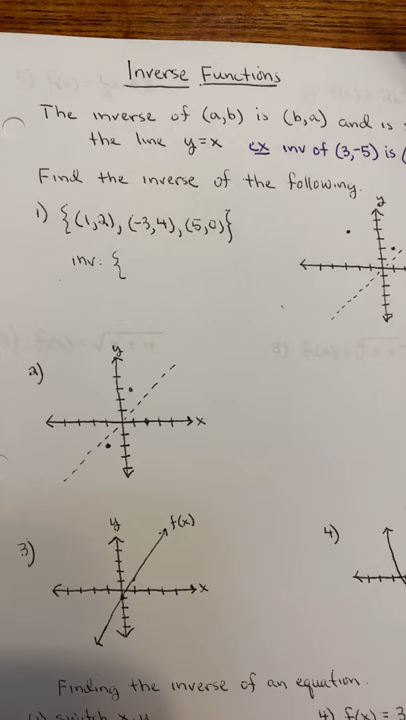 Inverse Functions
The inverse of (a,b) is (b,a) and is
the line y=x ex inv of (3,-5) is (
Find the inverse of the following.
1) {(1,2), (-3,4), (5,0)}
inv: {
y
2)
y
x
3)
y
f(x)
x
4)
Finding the inverse of an equation.
switch x,y
4) f(x) = 3